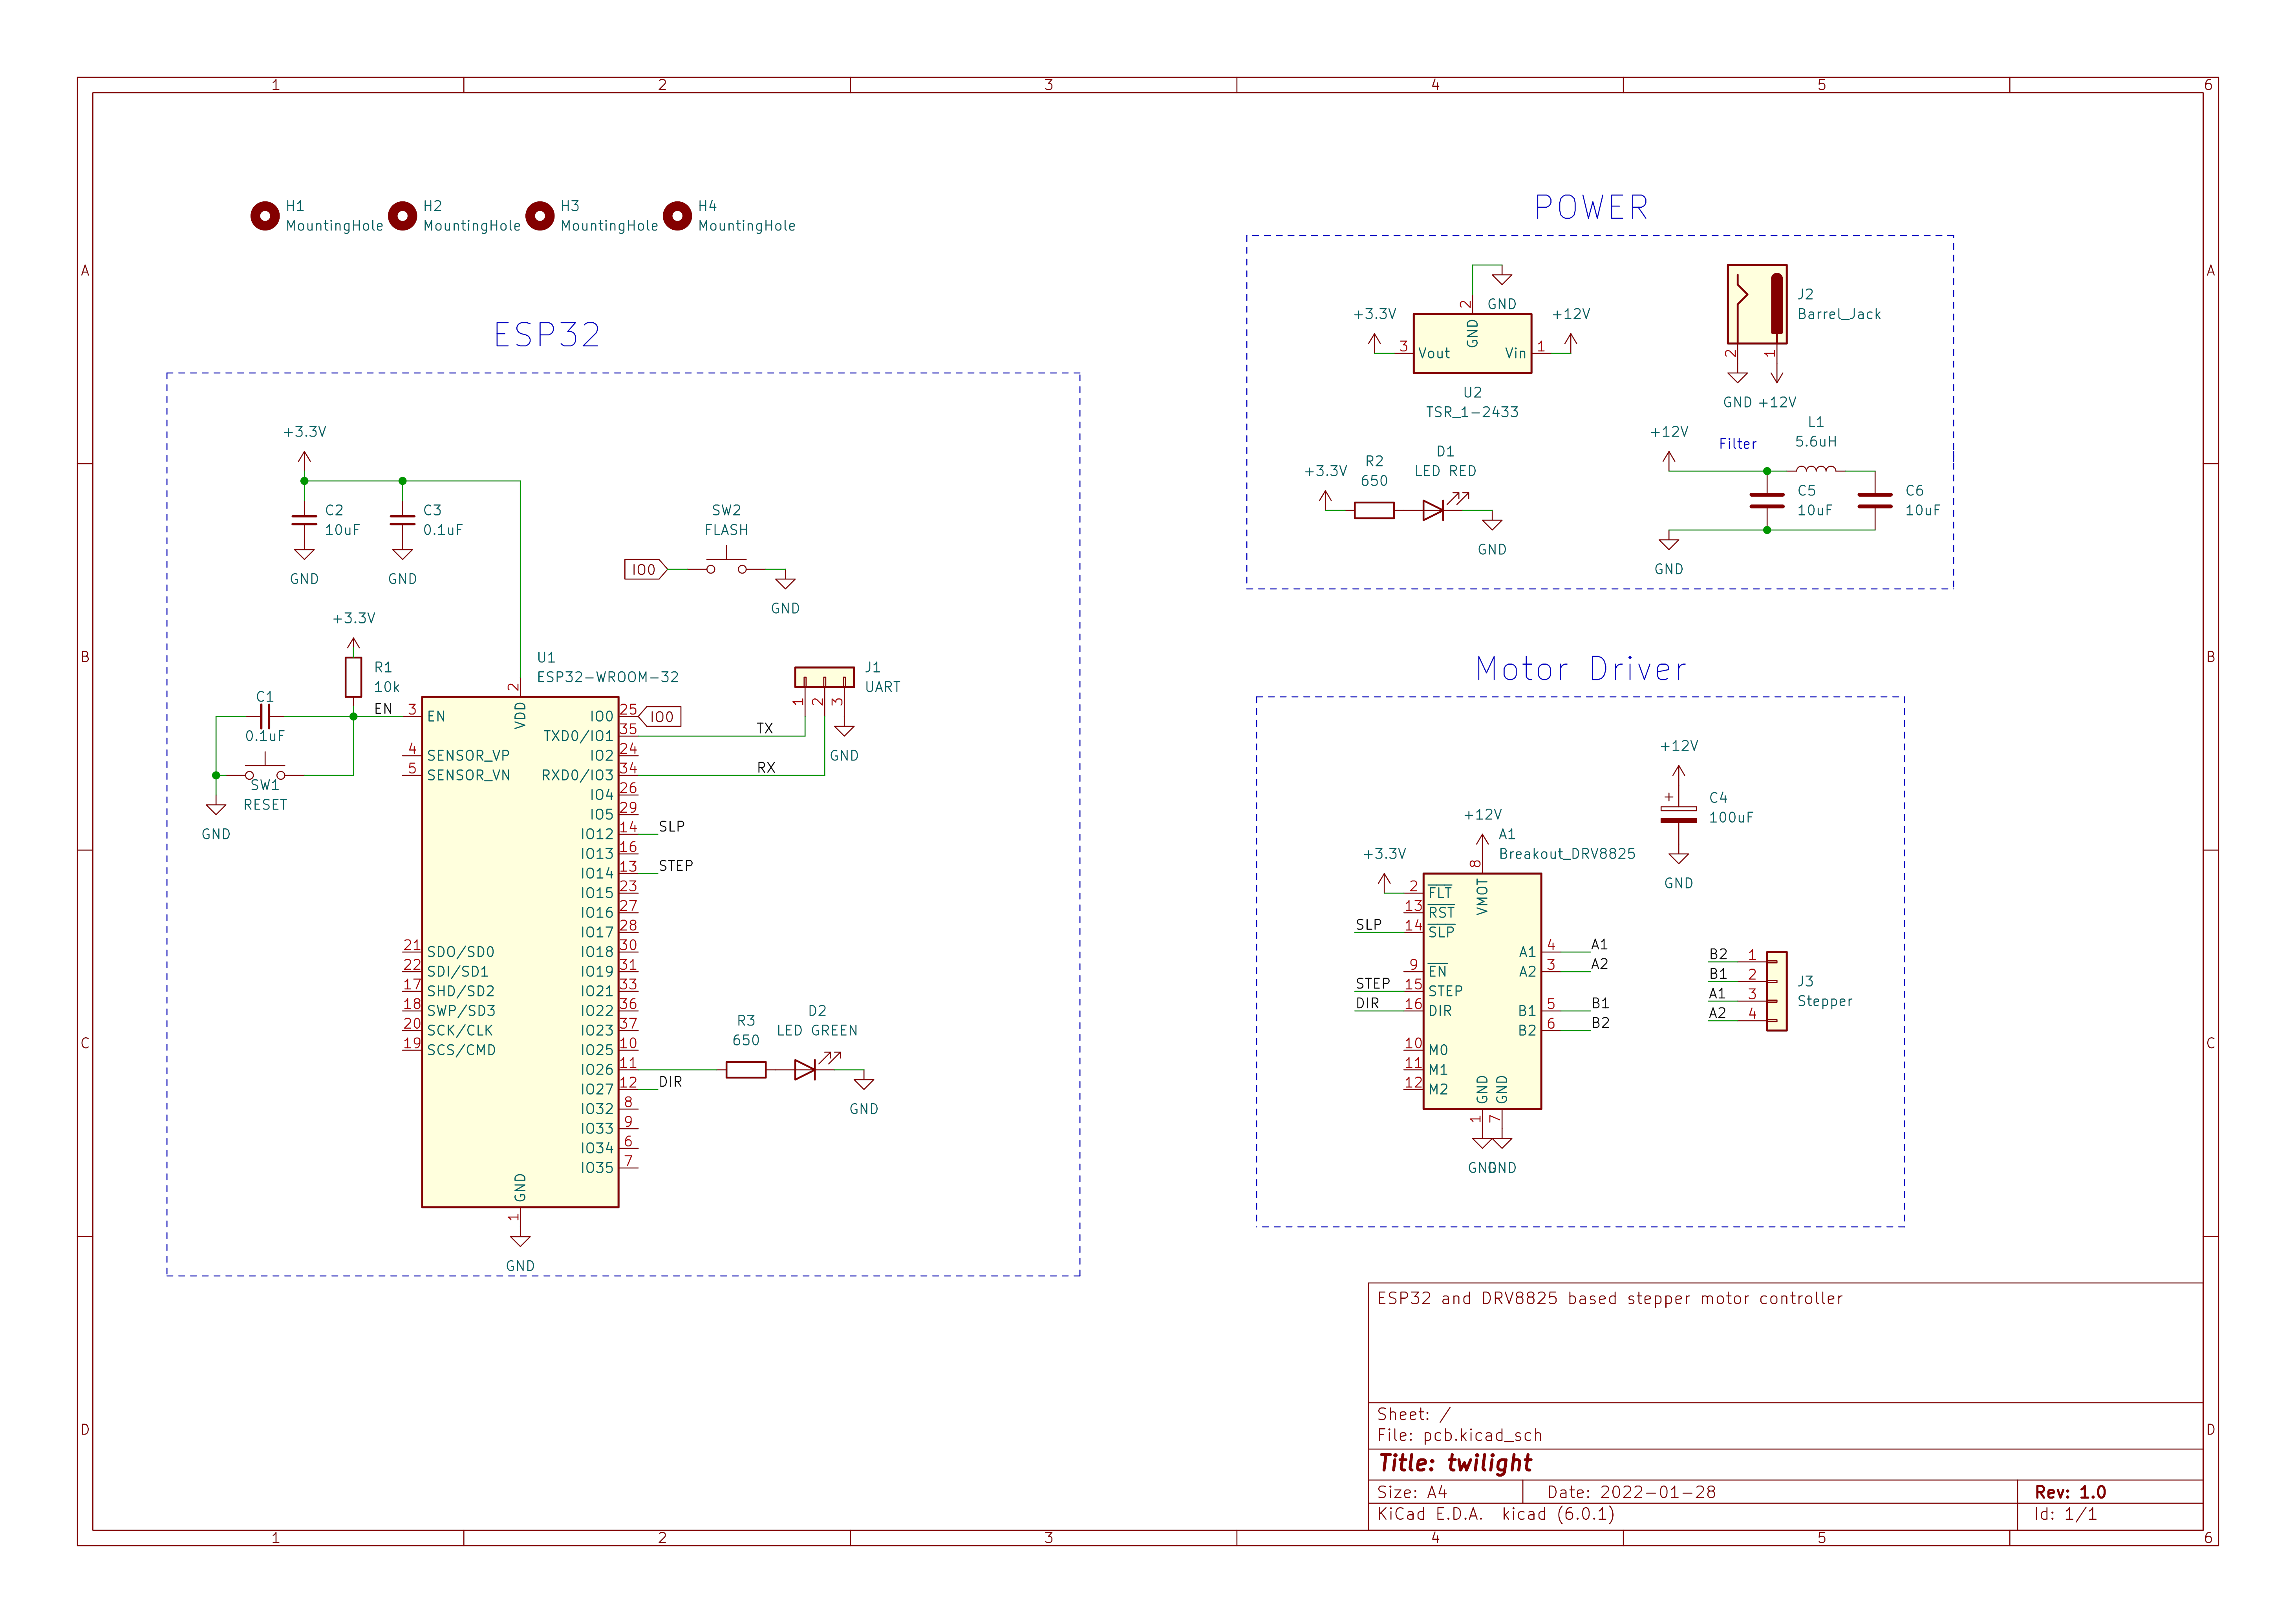 1 2 3 4 5 6
A
B
C
D
A
B
C
D
1 2 3 4 5 6
H1
MountingHole
H2
MountingHole
H3
MountingHole
H4
MountingHole
ESP32
+3.3V
C2
10uF
GND
C3
0.1uF
GND
SW2
FLASH
IO0
GND
+3.3V
R1
10k
C1
0.1uF
EN
SW1
RESET
GND
U1
ESP32-WROOM-32
2
VDD
3 EN
4 SENSOR_VP
5 SENSOR_VN
21 SDO/SD0
22 SDI/SD1
17 SHD/SD2
18 SWP/SD3
20 SCK/CLK
19 SCS/CMD
IO0 25 IO0
TXD0/IO1 35 TX
IO2 24
RXD0/IO3 34 RX
IO4 26
IO5 29
IO12 14 SLP
IO13 16
IO14 13 STEP
IO15 23
IO16 27
IO17 28
IO18 30
IO19 31
IO21 33
IO22 36
IO23 37
IO25 10
IO26 11
IO27 12 DIR
IO32 8
IO33 9
IO34 6
IO35 7
GND
1
GND
J1
UART
1 2 3
GND
R3
650
D2
LED GREEN
GND
POWER
GND
2
GND
+3.3V
3 Vout
Vin 1
+12V
U2
TSR_1-2433
J2
Barrel_Jack
2 1
GND +12V
+3.3V
R2
650
D1
LED RED
GND
+12V
Filter
L1
5.6uH
C5
10uF
C6
10uF
GND
Motor Driver
+12V
C4
100uF
GND
+12V
A1
Breakout_DRV8825
+3.3V
8
VMOT
2 FLT
13 RST
SLP 14 SLP
9 EN
STEP 15 STEP
DIR 16 DIR
10 M0
11 M1
12 M2
A1 4 A1
A2 3 A2
B1 5 B1
B2 6 B2
GND GND
1 7
GND GND
B2 1
B1 2
A1 3
A2 4
J3
Stepper
ESP32 and DRV8825 based stepper motor controller
Sheet: /
File: pcb.kicad_sch
Title: twilight
Size: A4 Date: 2022-01-28 Rev: 1.0
KiCad E.D.A. kicad (6.0.1) Id: 1/1